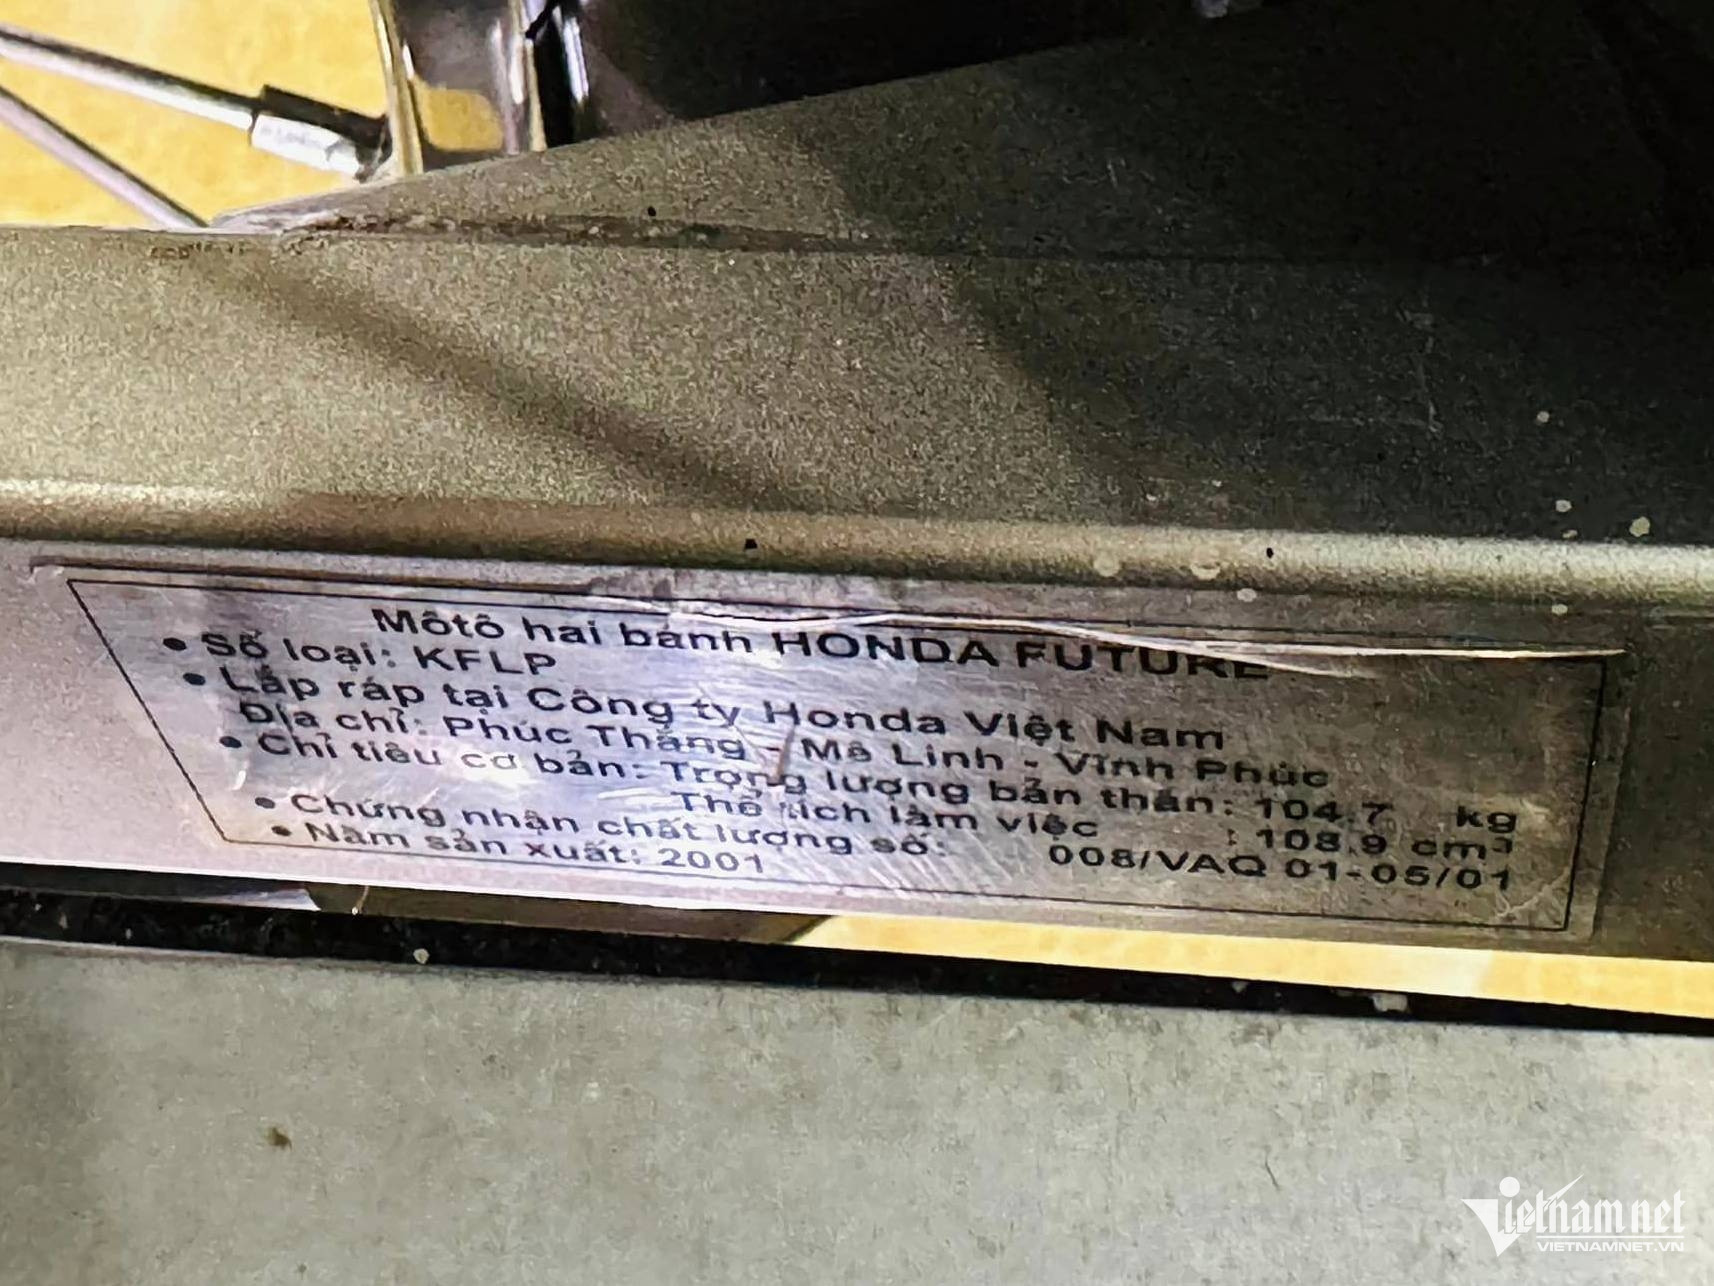 Môtô hai bánh HONDA FUTURE
• Số loại: KFLP
• Lắp ráp tại Công ty Honda Việt Nam
Địa chỉ: Phúc Thắng - Mê Linh - Vĩnh Phúc
• Chỉ tiêu cơ bản: Trọng lượng bản thân: 104.7 kg
Thể tích làm việc : 108.9 cm³
• Chứng nhận chất lượng số: 008/VAQ 01-05/01
• Năm sản xuất: 2001
Vietnamnet
VIETNAMNET.VN